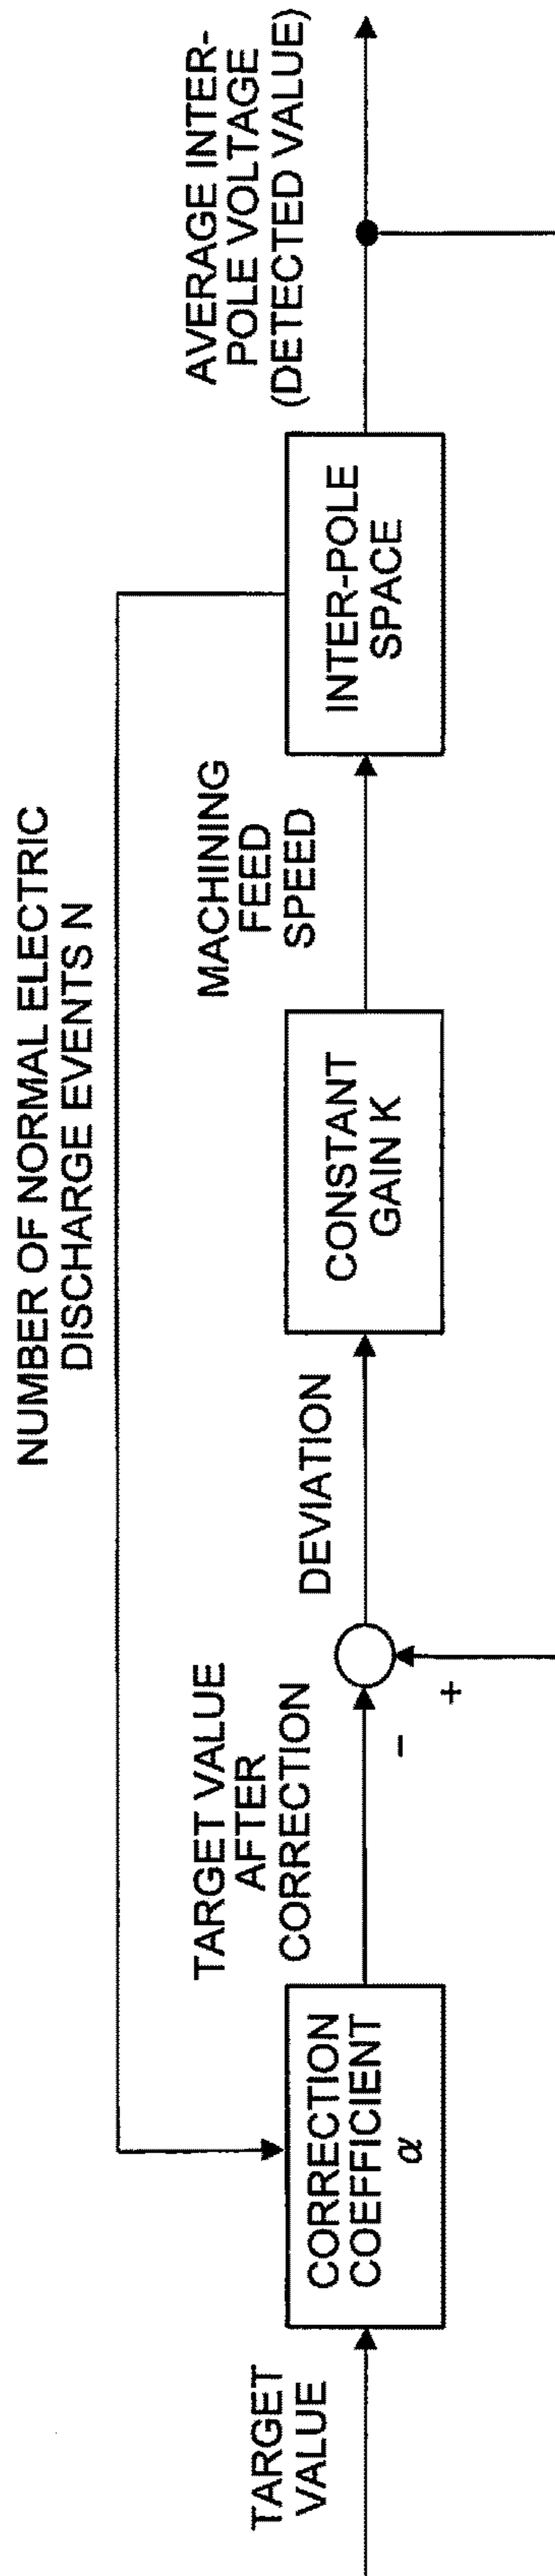 NUMBER OF NORMAL ELECTRIC
DISCHARGE EVENTS N
TARGET
VALUE
CORRECTION
COEFFICIENT
α
TARGET VALUE
AFTER
CORRECTION
−
+
DEVIATION
CONSTANT
GAIN K
MACHINING
FEED
SPEED
INTER-POLE
SPACE
AVERAGE INTER-
POLE VOLTAGE
(DETECTED VALUE)